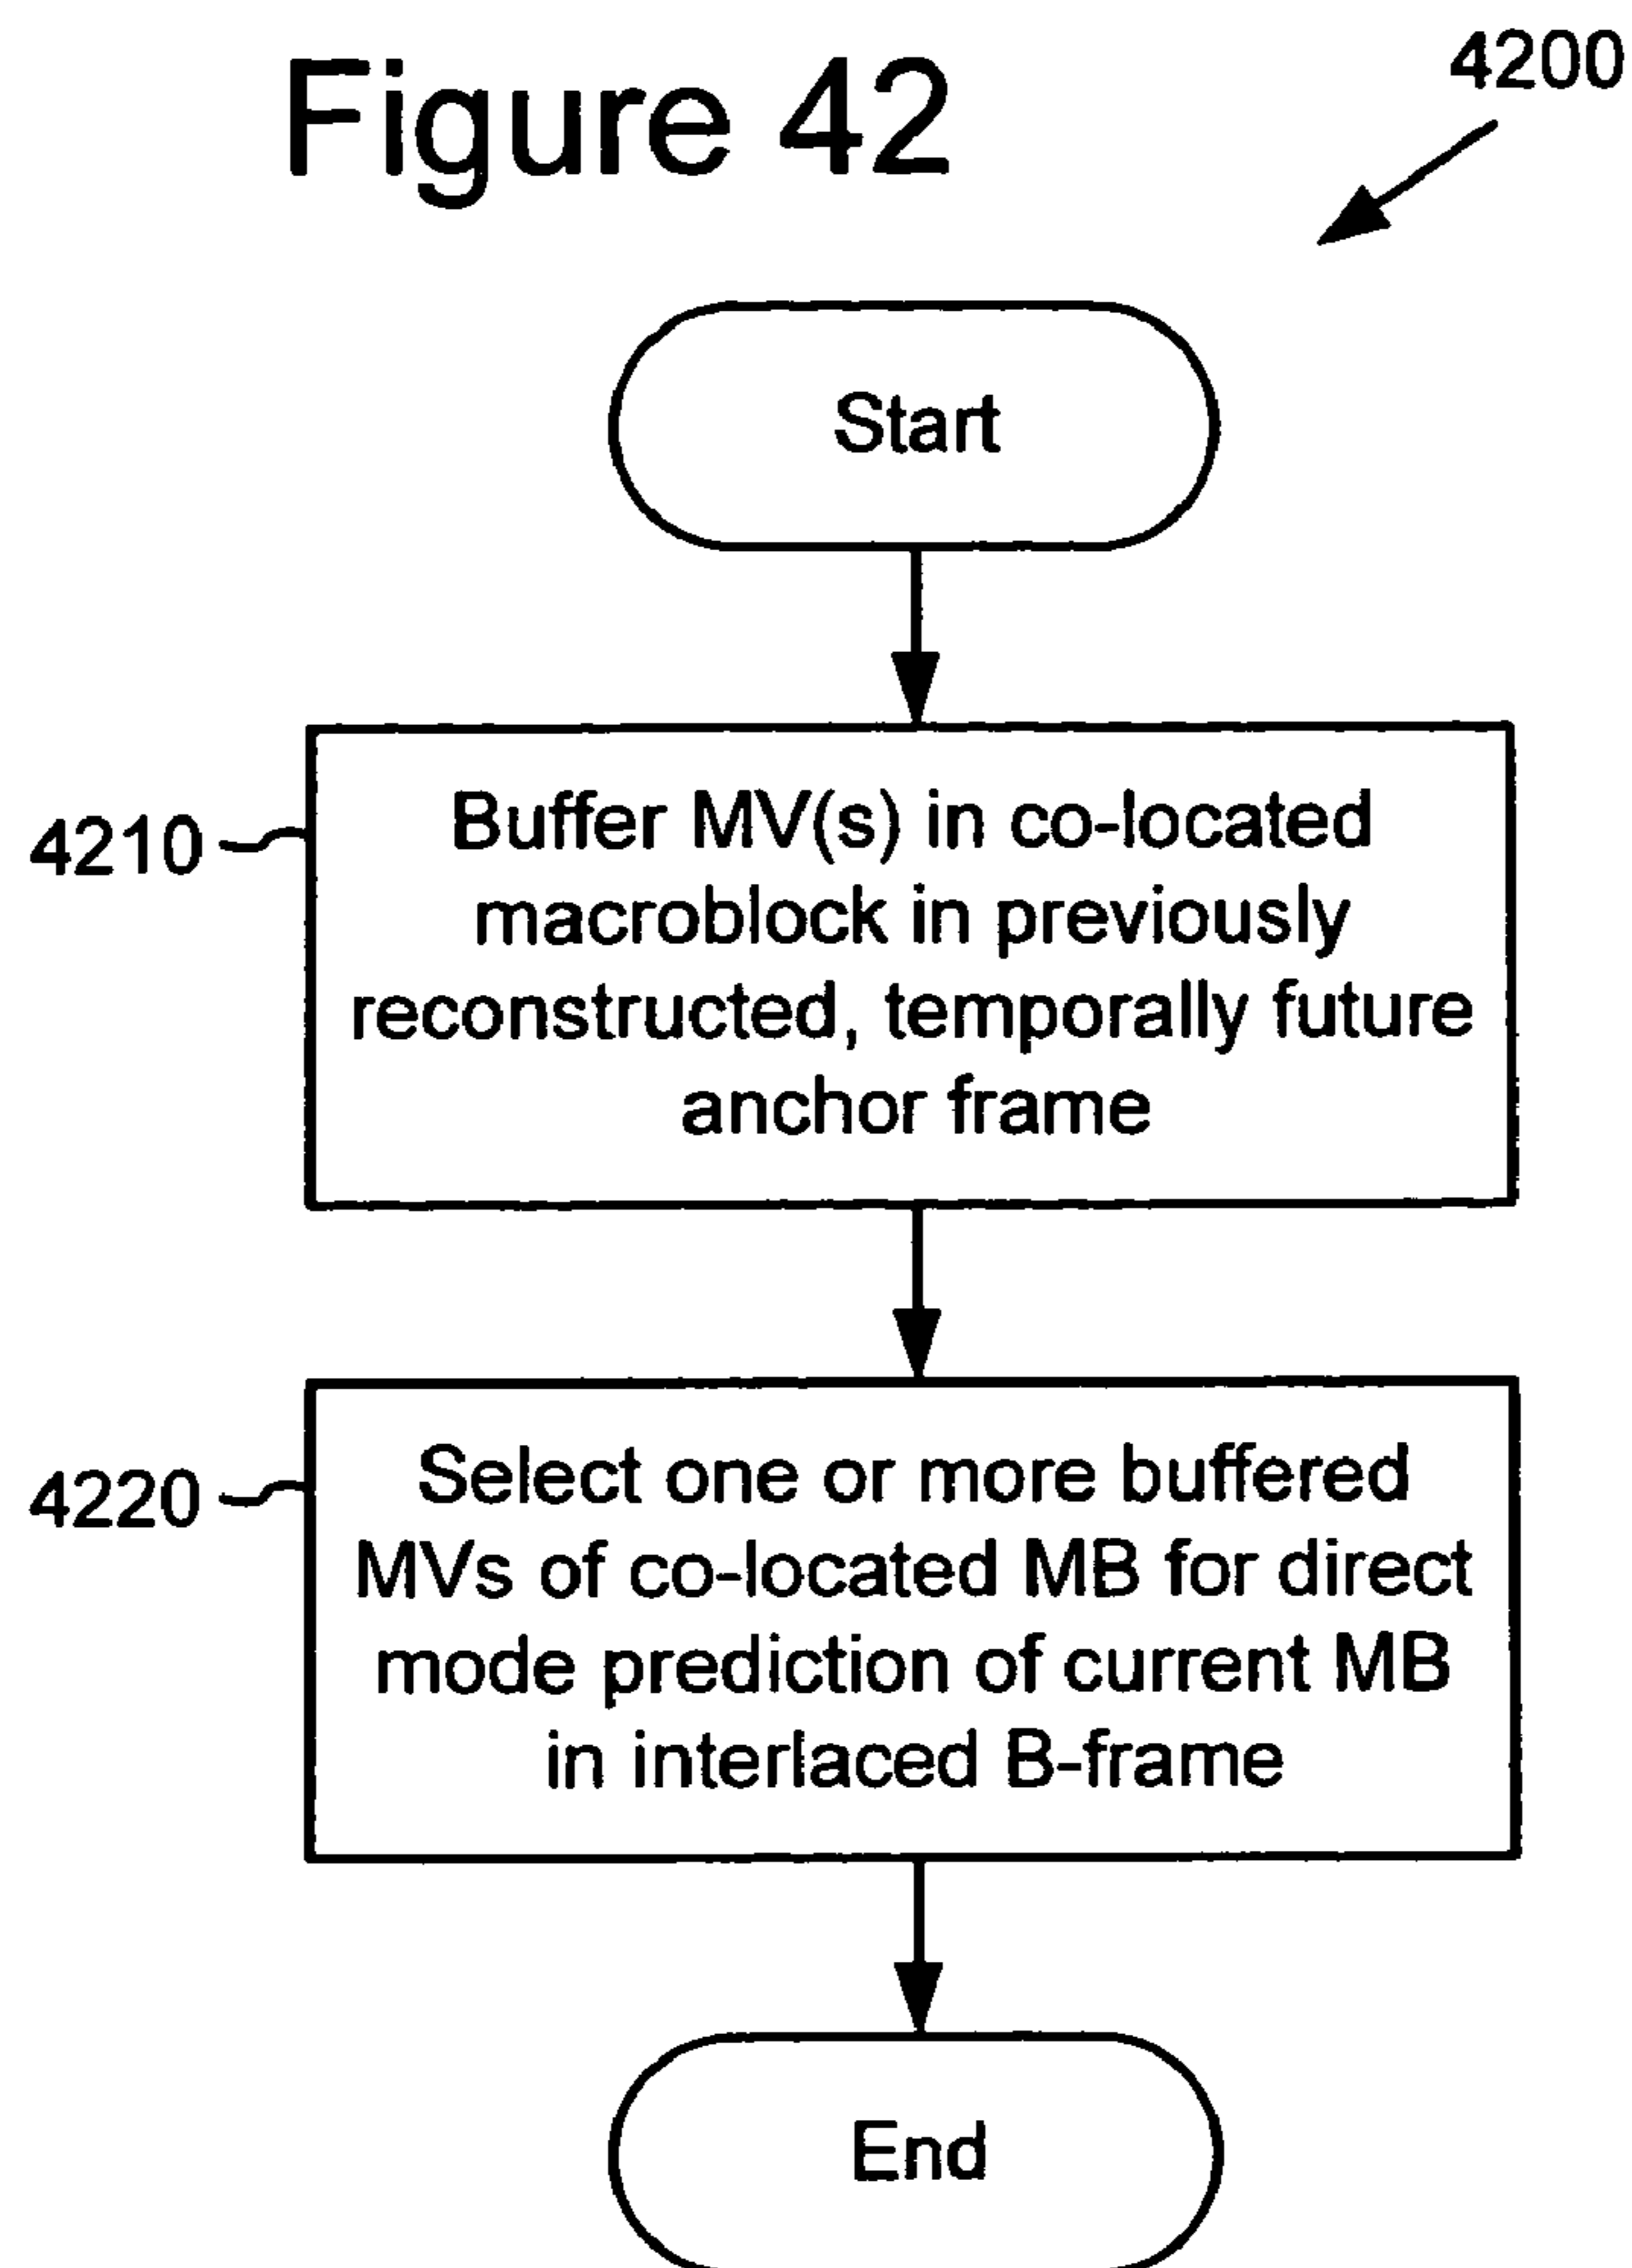 Figure 42
4200
Start
4210
Buffer MV(s) in co-located
macroblock in previously
reconstructed, temporally future
anchor frame
4220
Select one or more buffered
MVs of co-located MB for direct
mode prediction of current MB
in interlaced B-frame
End